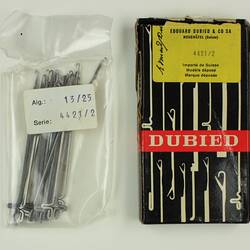 Aig.: 13/25
Serie: 4421/2
EDOUARD DUBIED & CO SA
NEUCHÂTEL (Suisse)
4421/2
Importé de Suisse
Modèle déposé
Marque déposée
DUBIED